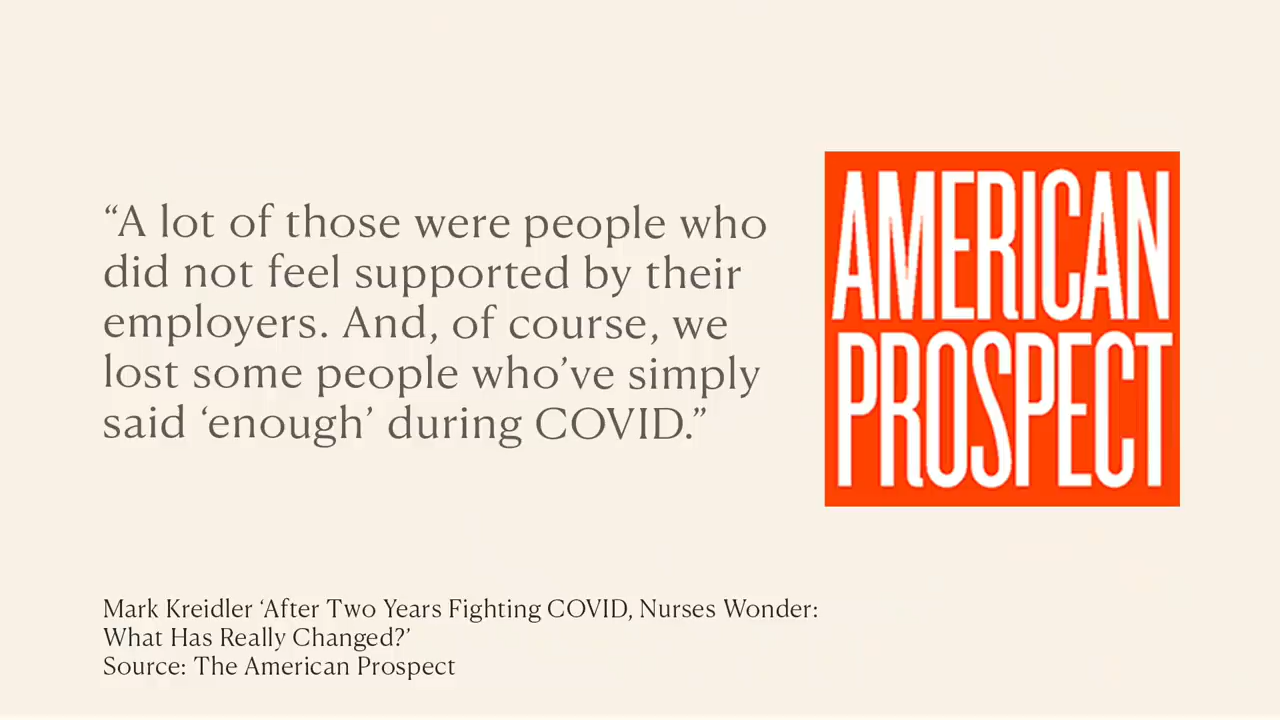 “A lot of those were people who
did not feel supported by their
employers. And, of course, we
lost some people who’ve simply
said ‘enough’ during COVID.”
AMERICAN
PROSPECT
Mark Kreidler ‘After Two Years Fighting COVID, Nurses Wonder:
What Has Really Changed?’
Source: The American Prospect